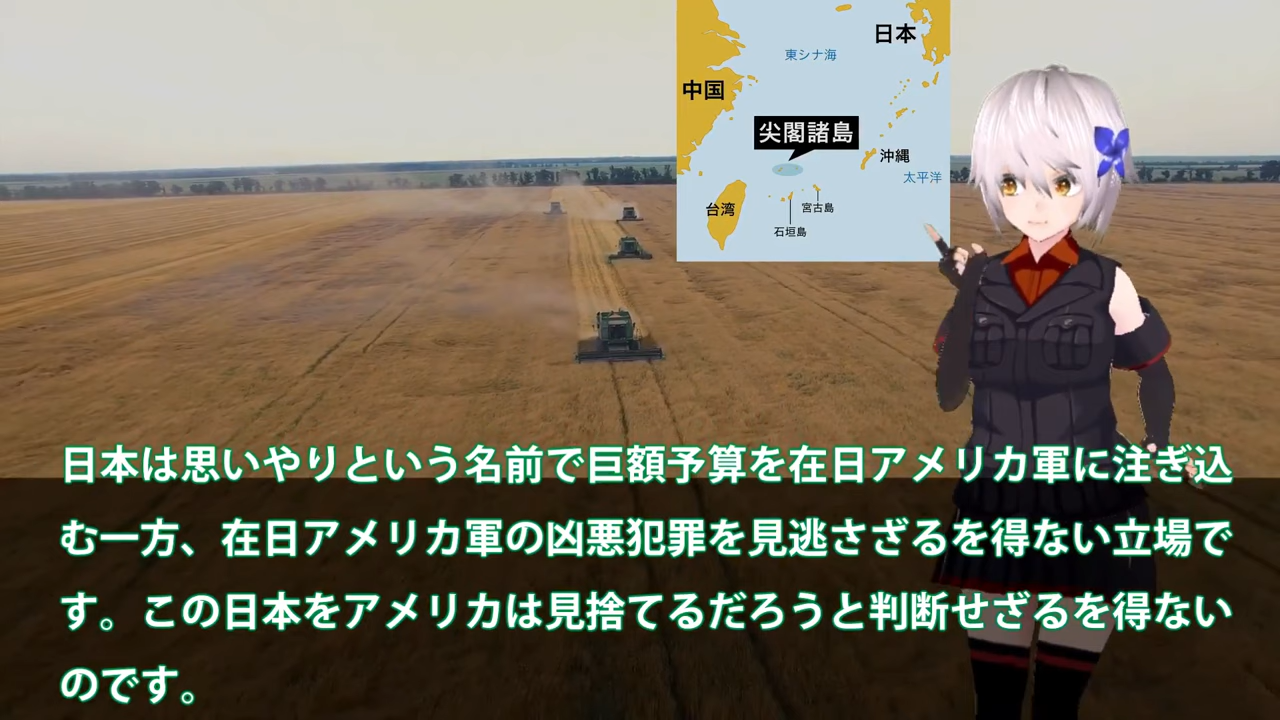 日本
東シナ海
中国
尖閣諸島
沖縄
太平洋
台湾
宮古島
石垣島
日本は思いやりという名前で巨額予算を在日アメリカ軍に注ぎ込
む一方、在日アメリカ軍の凶悪犯罪を見逃さざるを得ない立場で
す。この日本をアメリカは見捨てるだろうと判断せざるを得ない
のです。